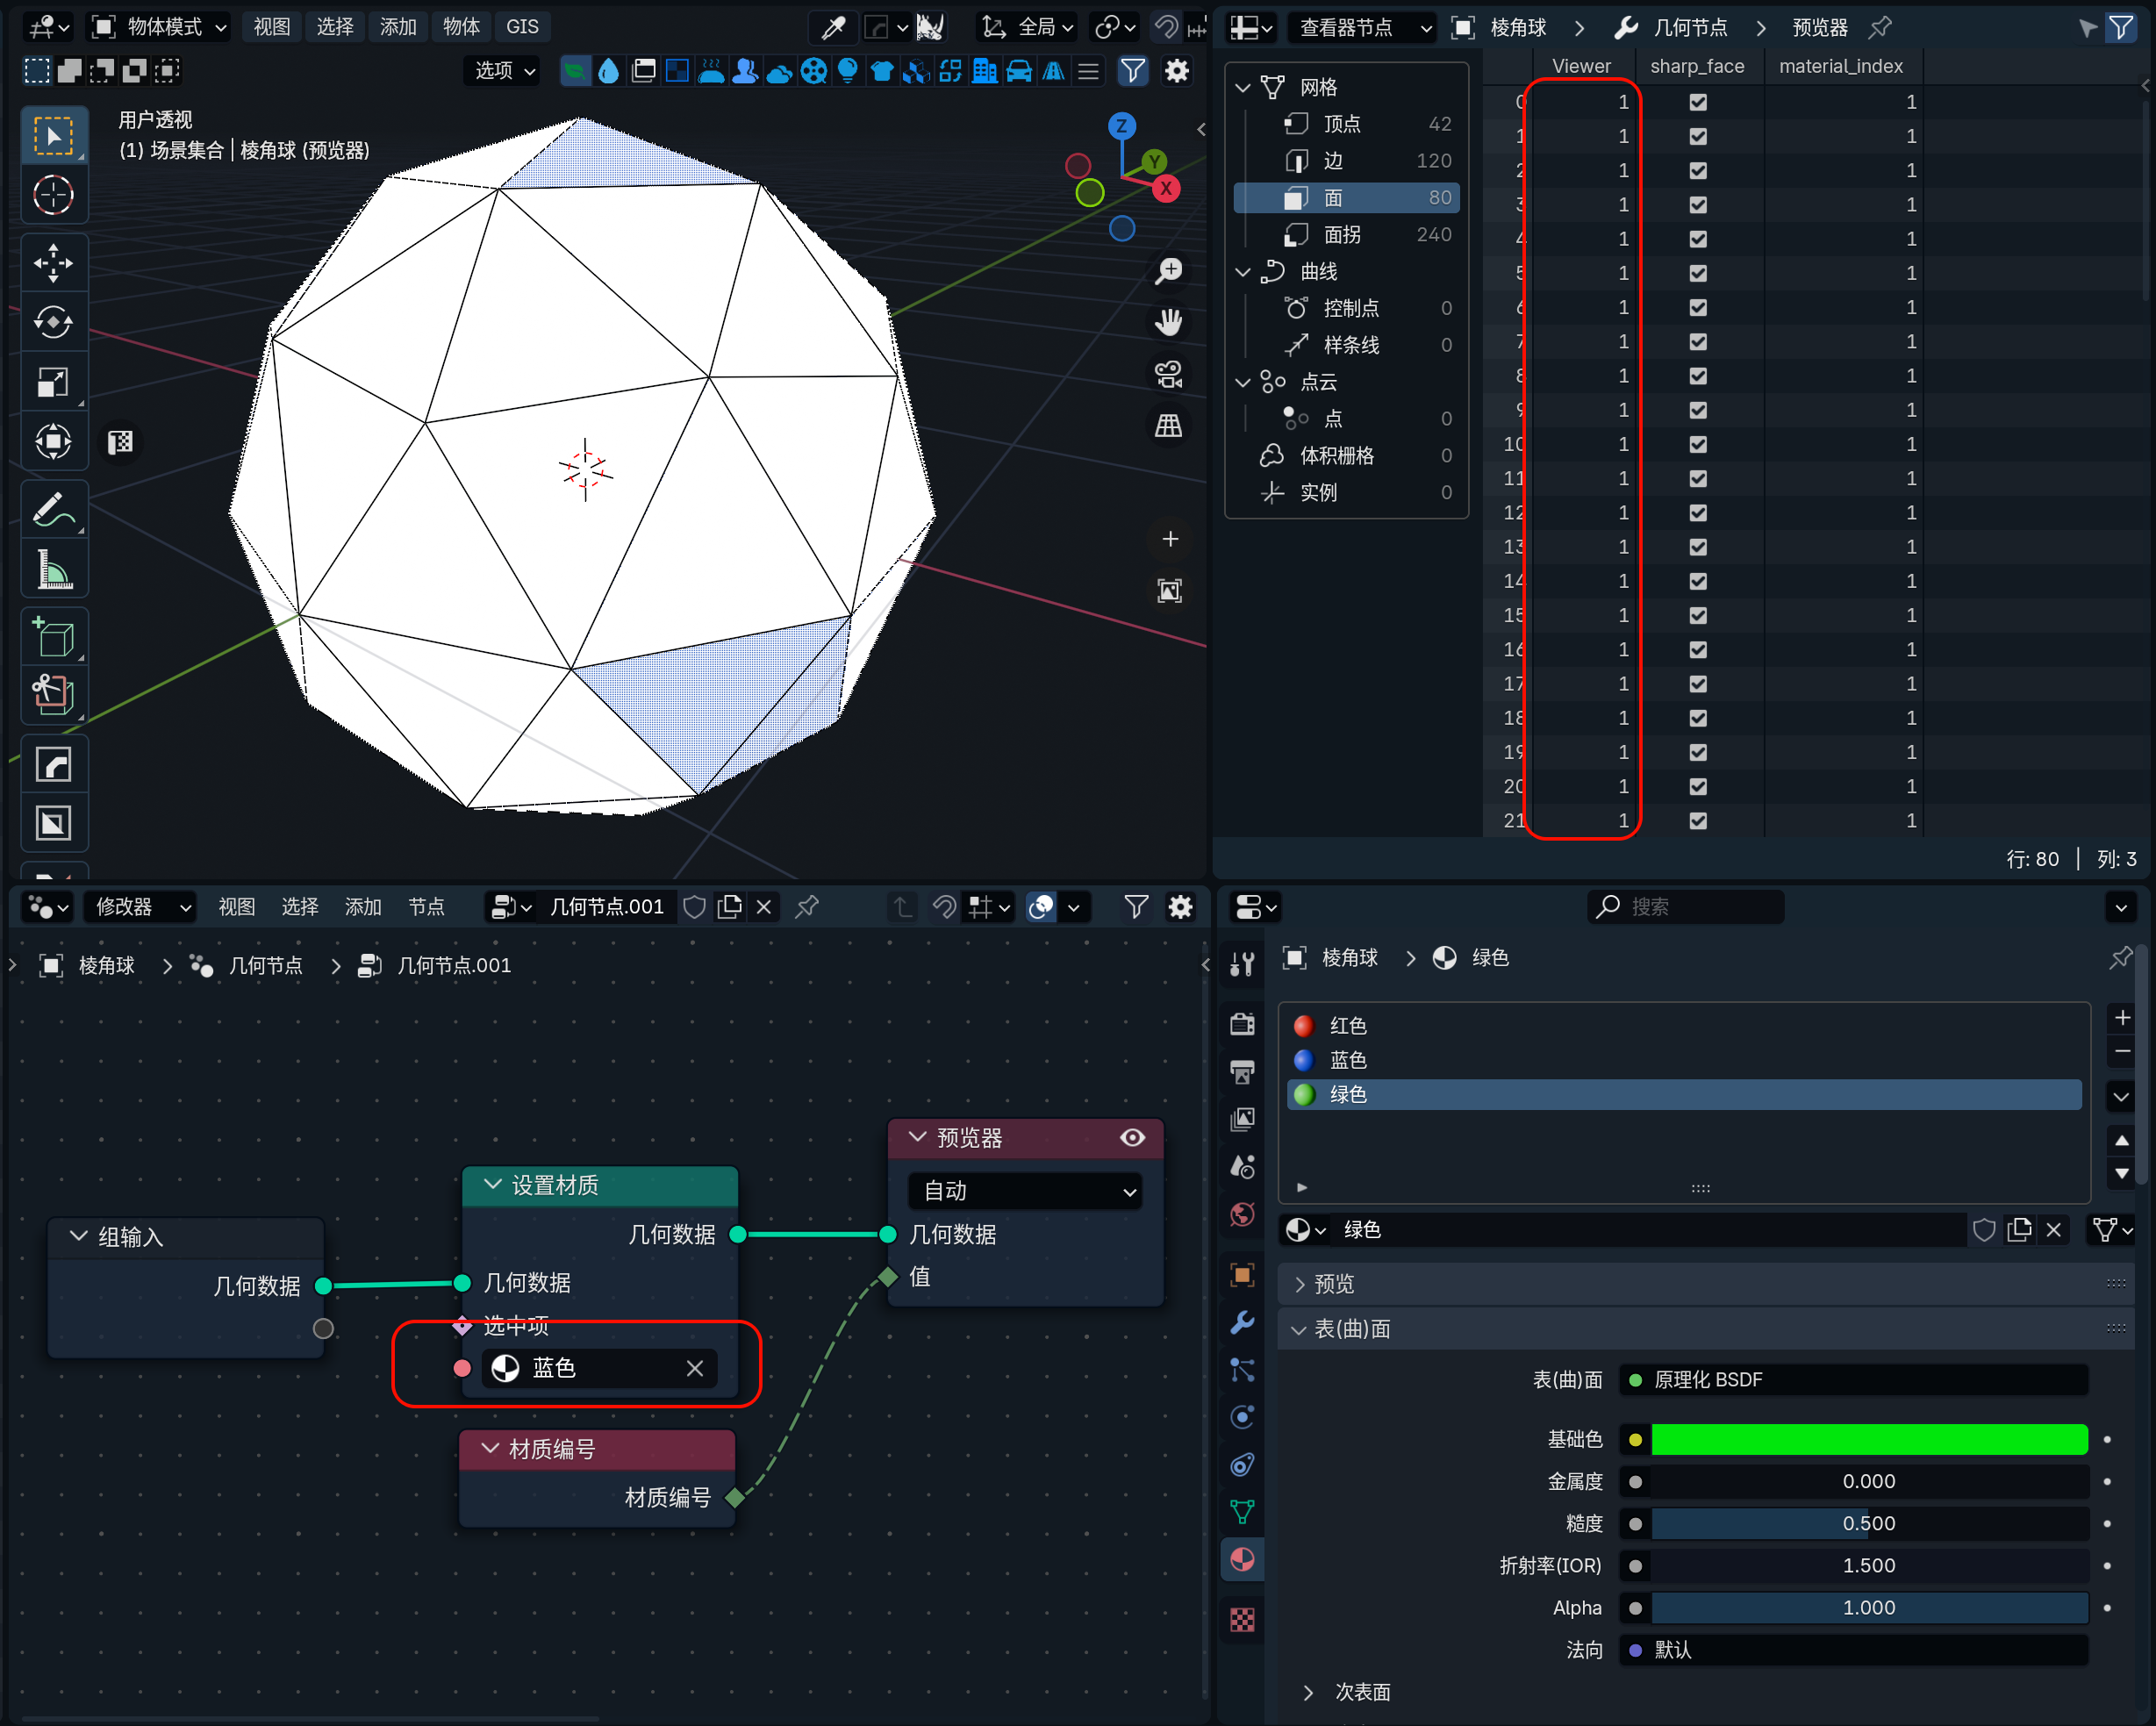 物体模式 视图 选择 添加 物体 GIS 全局
选项
用户透视
(1) 场景集合 | 棱角球 (预览器)
Z
Y
X
查看器节点 棱角球 几何节点 预览器
网格
顶点 42
边 120
面 80
面拐 240
曲线
控制点 0
样条线 0
点云
点 0
体积栅格 0
实例 0
Viewer sharp_face material_index
0 1 1
1 1 1
2 1 1
3 1 1
4 1 1
5 1 1
6 1 1
7 1 1
8 1 1
9 1 1
10 1 1
11 1 1
12 1 1
13 1 1
14 1 1
15 1 1
16 1 1
17 1 1
18 1 1
19 1 1
20 1 1
21 1 1
行: 80 | 列: 3
修改器 视图 选择 添加 节点 几何节点.001
棱角球 几何节点 几何节点.001
组输入
几何数据
设置材质
几何数据
几何数据
选中项
蓝色
材质编号
材质编号
预览器
自动
几何数据
值
搜索
棱角球 绿色
红色
蓝色
绿色
绿色
预览
表(曲)面
表(曲)面 原理化 BSDF
基础色
金属度 0.000
糙度 0.500
折射率(IOR) 1.500
Alpha 1.000
法向 默认
次表面